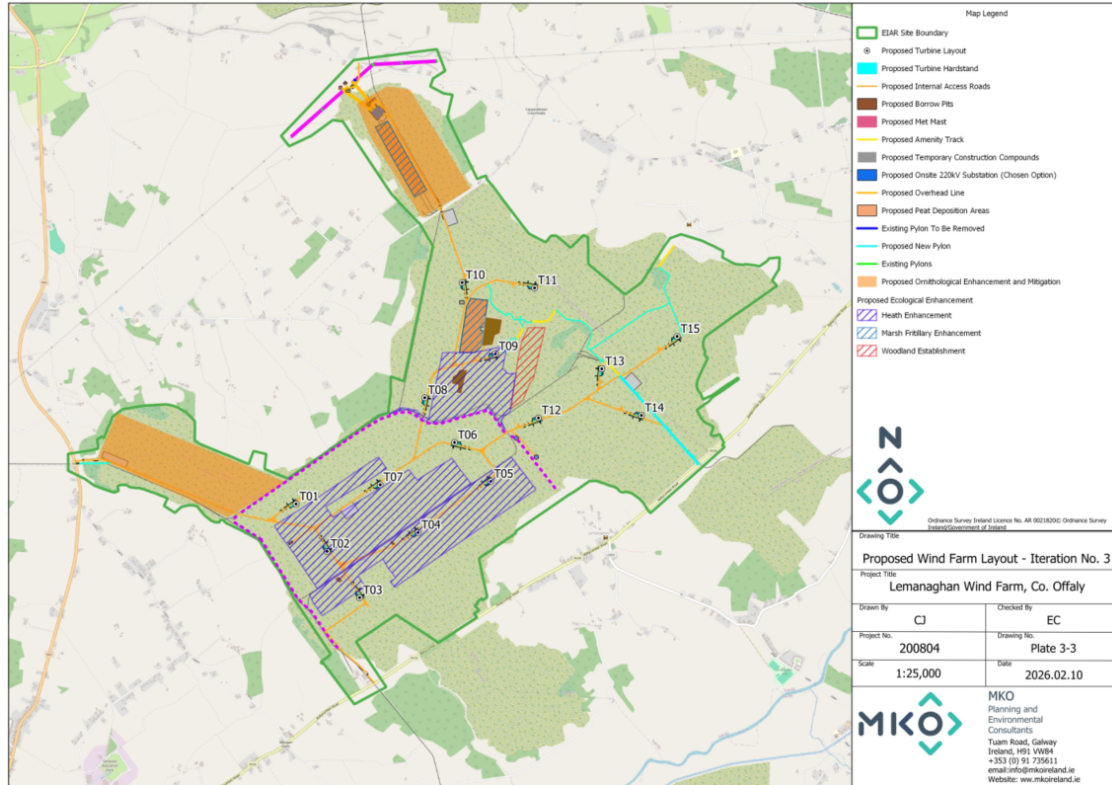 Map Legend
EIAR Site Boundary
Proposed Turbine Layout
Proposed Turbine Hardstand
Proposed Internal Access Roads
Proposed Borrow Pits
Proposed Met Mast
Proposed Amenity Track
Proposed Temporary Construction Compounds
Proposed Onsite 220kV Substation (Chosen Option)
Proposed Overhead Line
Proposed Peat Deposition Areas
Existing Pylon To Be Removed
Proposed New Pylon
Existing Pylons
Proposed Ornithological Enhancement and Mitigation
Proposed Ecological Enhancement
Heath Enhancement
Marsh Fritillary Enhancement
Woodland Establishment
T10
T11
T15
T09
T13
T08
T14
T12
T06
T05
T07
T01
T04
T02
T03
N
Ordnance Survey Ireland Licence No. AR 0021820© Ordnance Survey
Ireland/Government of Ireland
Drawing Title
Proposed Wind Farm Layout - Iteration No. 3
Project Title
Lemanaghan Wind Farm, Co. Offaly
Drawn By
CJ
Checked By
EC
Project No.
200804
Drawing No.
Plate 3-3
Scale
1:25,000
Date
2026.02.10
MKO
MKO
Planning and
Environmental
Consultants
Tuam Road, Galway
Ireland, H91 VW84
+353 (0) 91 735611
email:info@mkoireland.ie
Website: ww.mkoireland.ie